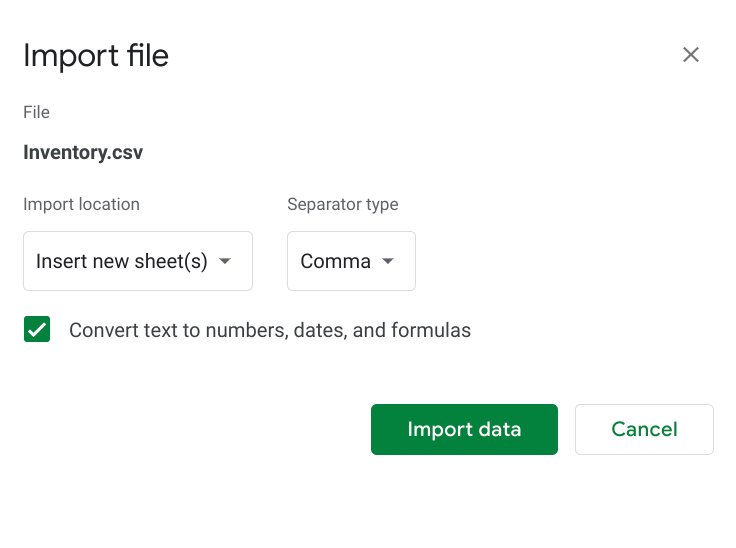 Import file
File
Inventory.csv
Import location
Separator type
Insert new sheet(s)
Comma
Convert text to numbers, dates, and formulas
Import data
Cancel